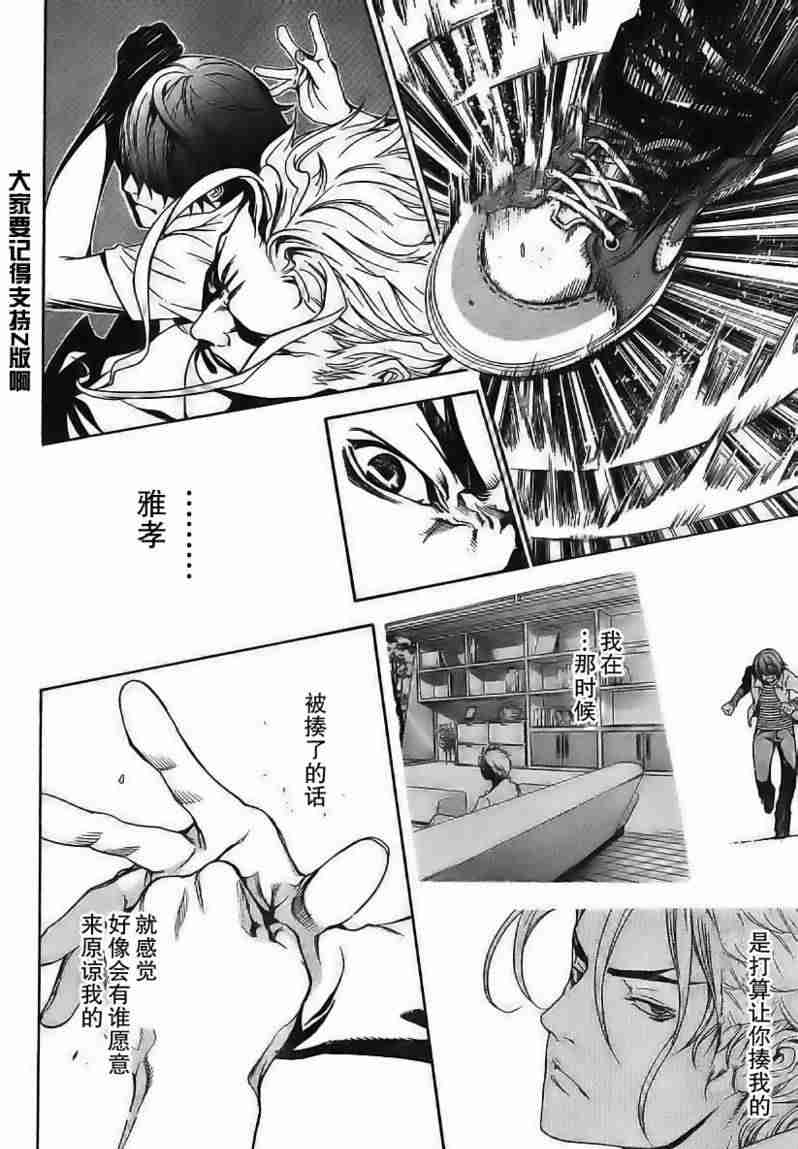 大家要记得支持Z版啊
………
雅孝
我在
…那时候
是打算让你揍我的
被揍了的话
就感觉
好像会有谁愿意
来原谅我的